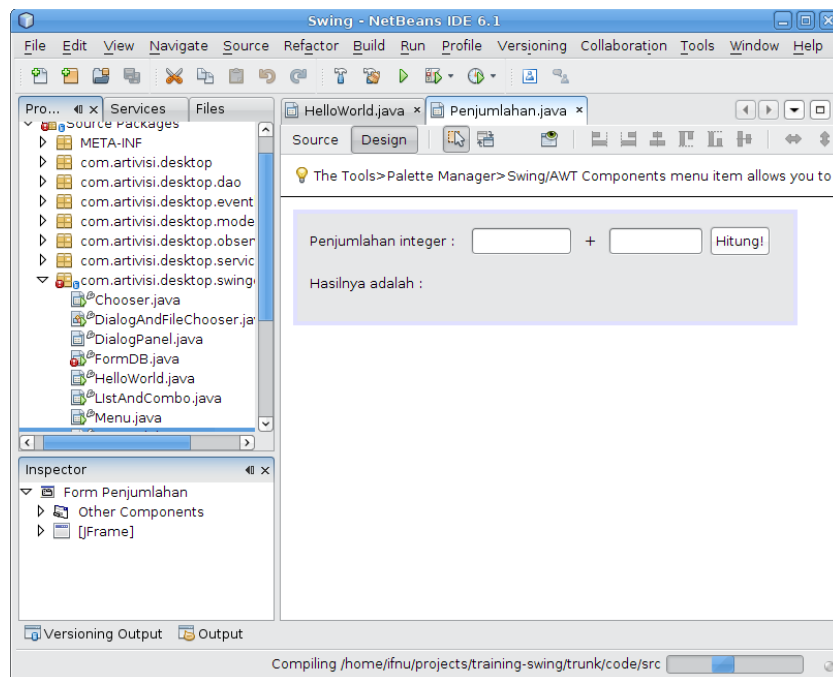 Swing - NetBeans IDE 6.1
File Edit View Navigate Source Refactor Build Run Profile Versioning Collaboration Tools Window Help
Pro... Services Files
Source Packages
META-INF
com.artivisi.desktop
com.artivisi.desktop.dao
com.artivisi.desktop.event
com.artivisi.desktop.mode
com.artivisi.desktop.obser
com.artivisi.desktop.servic
com.artivisi.desktop.swing
Chooser.java
DialogAndFileChooser.ja
DialogPanel.java
FormDB.java
HelloWorld.java
LIstAndCombo.java
Menu.java
HelloWorld.java Penjumlahan.java
Source Design
The Tools>Palette Manager>Swing/AWT Components menu item allows you to
Penjumlahan integer : + Hitung!
Hasilnya adalah :
Inspector
Form Penjumlahan
Other Components
[JFrame]
Versioning Output Output
Compiling /home/ifnu/projects/training-swing/trunk/code/src